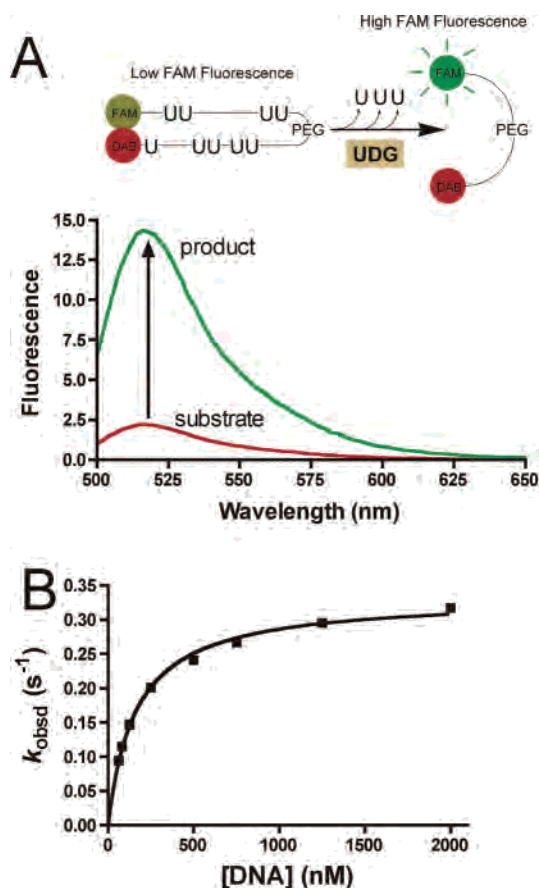 A
High FAM Fluorescence
Low FAM Fluorescence
FAM
UU UU
DAB
U UU UU
PEG
U U U
UDG
FAM
PEG
DAB
15.0
12.5
10.0
7.5
5.0
2.5
0.0
Fluorescence
product
substrate
500 525 550 575 600 625 650
Wavelength (nm)
B
0.35
0.30
0.25
0.20
0.15
0.10
0.05
0.00
kobsd (s-1)
0 500 1000 1500 2000
[DNA] (nM)